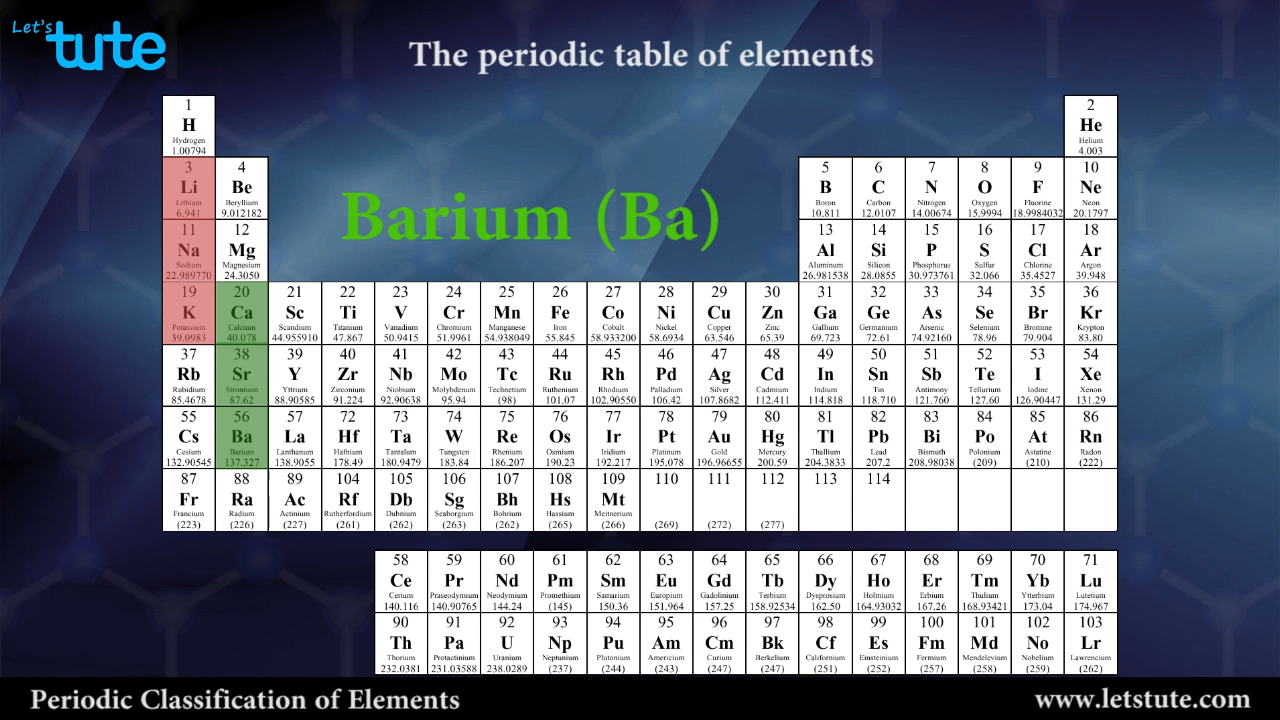 Let's
tute
The periodic table of elements
1 2
H He
Hydrogen Helium
1.00794 4.003
3 4 5 6 7 8 9 10
Li Be B C N O F Ne
Lithium Beryllium Boron Carbon Nitrogen Oxygen Fluorine Neon
6.941 9.012182 10.811 12.0107 14.00674 15.9994 18.9984032 20.1797
Barium (Ba)
11 12 13 14 15 16 17 18
Na Mg Al Si P S Cl Ar
Sodium Magnesium Aluminum Silicon Phosphorus Sulfur Chlorine Argon
22.989770 24.3050 26.981538 28.0855 30.973761 32.066 35.4527 39.948
19 20 21 22 23 24 25 26 27 28 29 30 31 32 33 34 35 36
K Ca Sc Ti V Cr Mn Fe Co Ni Cu Zn Ga Ge As Se Br Kr
Potassium Calcium Scandium Titanium Vanadium Chromium Manganese Iron Cobalt Nickel Copper Zinc Gallium Germanium Arsenic Selenium Bromine Krypton
39.0983 40.078 44.955910 47.867 50.9415 51.9961 54.938049 55.845 58.933200 58.6934 63.546 65.39 69.723 72.61 74.92160 78.96 79.904 83.80
37 38 39 40 41 42 43 44 45 46 47 48 49 50 51 52 53 54
Rb Sr Y Zr Nb Mo Tc Ru Rh Pd Ag Cd In Sn Sb Te I Xe
Rubidium Strontium Yttrium Zirconium Niobium Molybdenum Technetium Ruthenium Rhodium Palladium Silver Cadmium Indium Tin Antimony Tellurium Iodine Xenon
85.4678 87.62 88.90585 91.224 92.90638 95.94 (98) 101.07 102.90550 106.42 107.8682 112.411 114.818 118.710 121.760 127.60 126.90447 131.29
55 56 57 72 73 74 75 76 77 78 79 80 81 82 83 84 85 86
Cs Ba La Hf Ta W Re Os Ir Pt Au Hg Tl Pb Bi Po At Rn
Cesium Barium Lanthanum Hafnium Tantalum Tungsten Rhenium Osmium Iridium Platinum Gold Mercury Thallium Lead Bismuth Polonium Astatine Radon
132.90545 137.327 138.9055 178.49 180.9479 183.84 186.207 190.23 192.217 195.078 196.96655 200.59 204.3833 207.2 208.98038 (209) (210) (222)
87 88 89 104 105 106 107 108 109 110 111 112 113 114
Fr Ra Ac Rf Db Sg Bh Hs Mt
Francium Radium Actinium Rutherfordium Dubnium Seaborgium Bohrium Hassium Meitnerium
(223) (226) (227) (261) (262) (263) (262) (265) (266) (269) (272) (277)
58 59 60 61 62 63 64 65 66 67 68 69 70 71
Ce Pr Nd Pm Sm Eu Gd Tb Dy Ho Er Tm Yb Lu
Cerium Praseodymium Neodymium Promethium Samarium Europium Gadolinium Terbium Dysprosium Holmium Erbium Thulium Ytterbium Lutetium
140.116 140.90765 144.24 (145) 150.36 151.964 157.25 158.92534 162.50 164.93032 167.26 168.93421 173.04 174.967
90 91 92 93 94 95 96 97 98 99 100 101 102 103
Th Pa U Np Pu Am Cm Bk Cf Es Fm Md No Lr
Thorium Protactinium Uranium Neptunium Plutonium Americium Curium Berkelium Californium Einsteinium Fermium Mendelevium Nobelium Lawrencium
232.0381 231.03588 238.0289 (237) (244) (243) (247) (247) (251) (252) (257) (258) (259) (262)
Periodic Classification of Elements
www.letstute.com